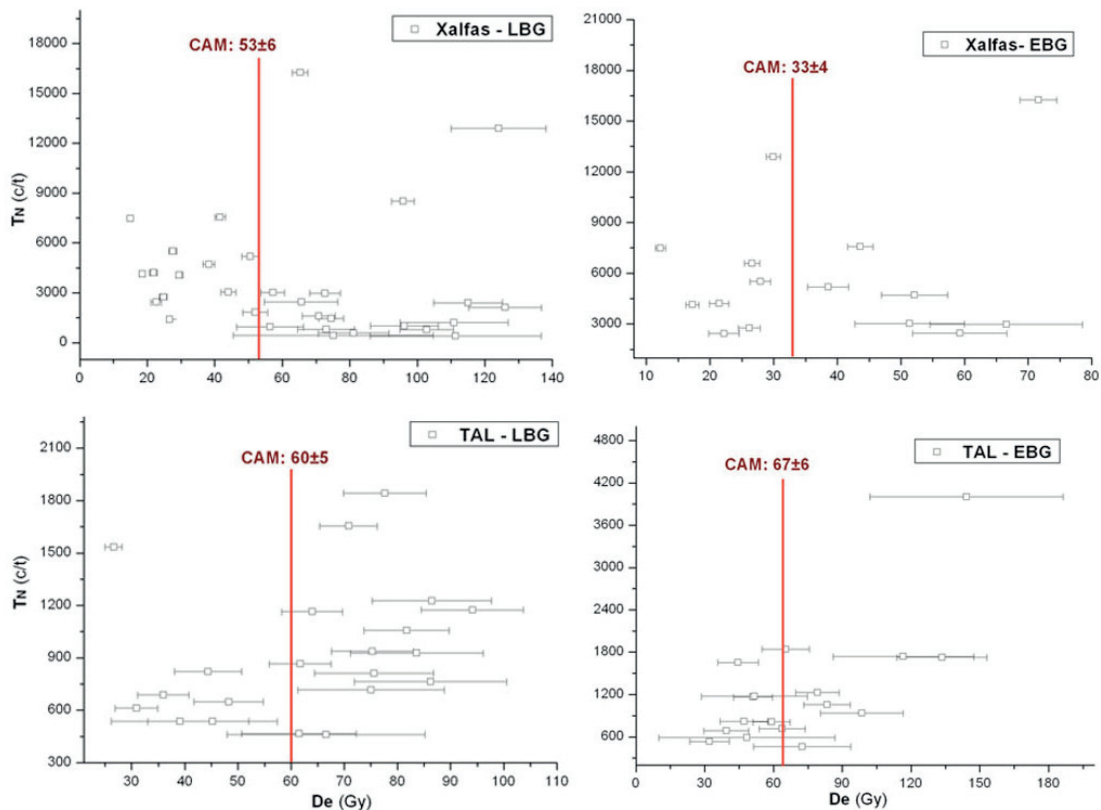 Xalfas - LBG
CAM: 53±6
18000
15000
12000
9000
6000
3000
0
TN (c/t)
0 20 40 60 80 100 120 140
Xalfas- EBG
CAM: 33±4
21000
18000
15000
12000
9000
6000
3000
10 20 30 40 50 60 70 80
TAL - LBG
CAM: 60±5
2100
1800
1500
1200
900
600
300
TN (c/t)
30 40 50 60 70 80 90 100 110
De (Gy)
TAL - EBG
CAM: 67±6
4800
4200
3600
3000
2400
1800
1200
600
0 30 60 90 120 150 180
De (Gy)